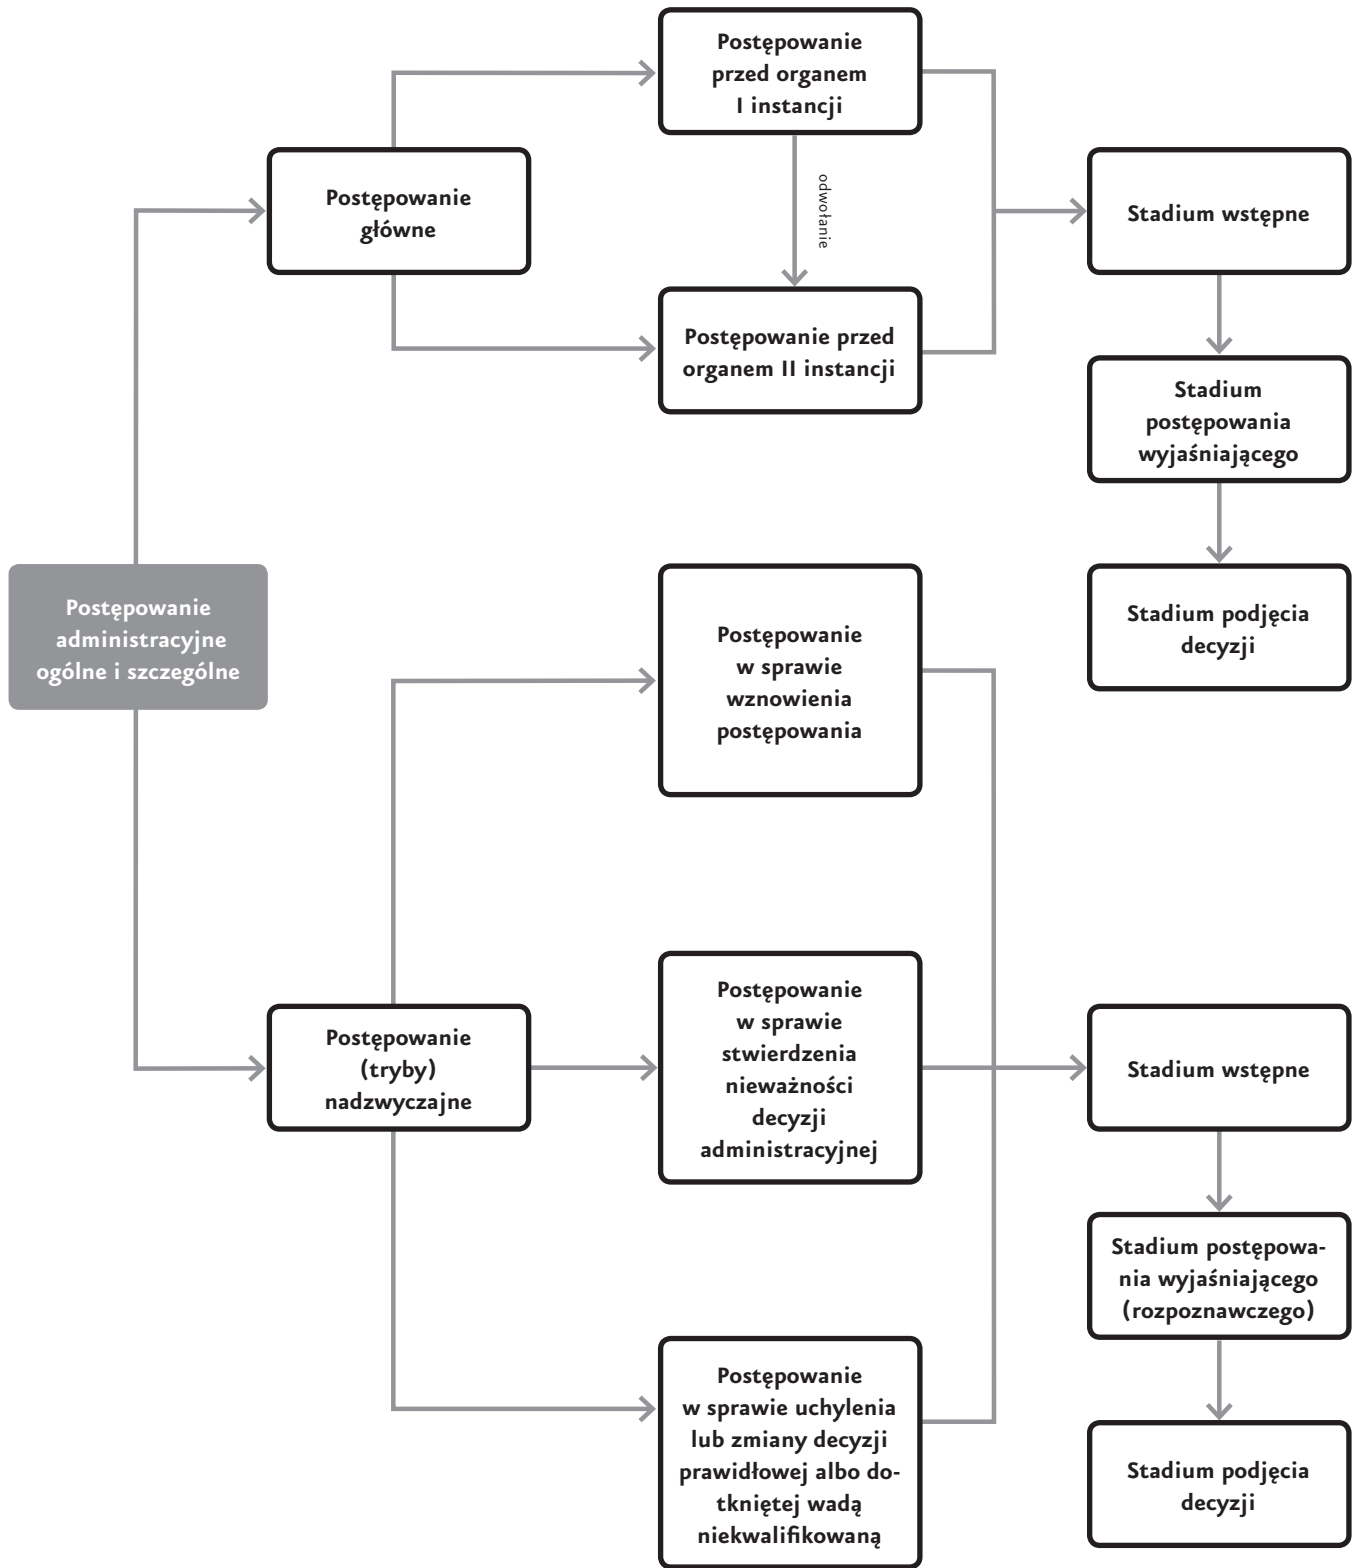 Postępowanie
przed organem
I instancji
Postępowanie
główne
odwołanie
Stadium wstępne
Postępowanie przed
organem II instancji
Stadium
postępowania
wyjaśniającego
Postępowanie
administracyjne
ogólne i szczególne
Postępowanie
w sprawie
wznowienia
postępowania
Stadium podjęcia
decyzji
Postępowanie
(tryby)
nadzwyczajne
Postępowanie
w sprawie
stwierdzenia
nieważności
decyzji
administracyjnej
Stadium wstępne
Stadium postępowa-
nia wyjaśniającego
(rozpoznawczego)
Postępowanie
w sprawie uchylenia
lub zmiany decyzji
prawidłowej albo do-
tkniętej wadą
niekwalifikowaną
Stadium podjęcia
decyzji